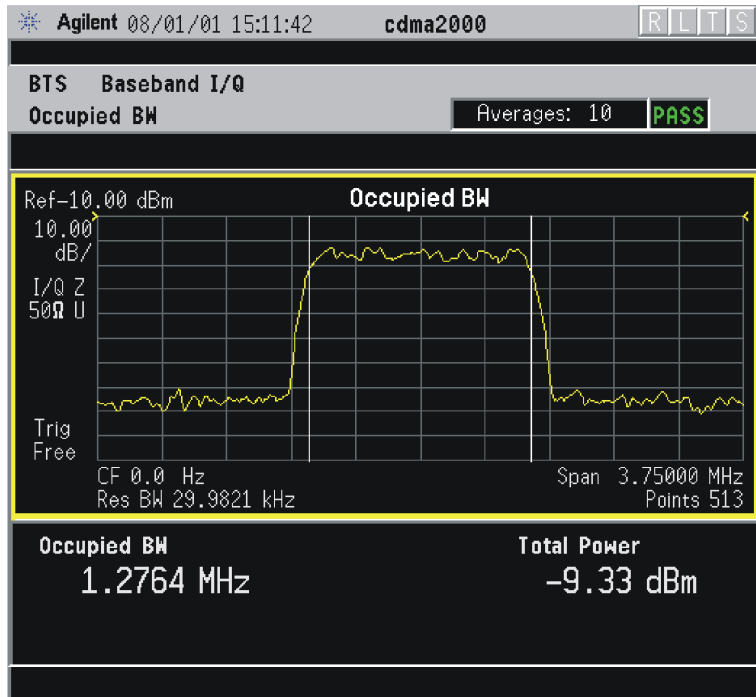 Agilent 08/01/01 15:11:42 cdma2000 R L T S
BTS Baseband I/Q
Occupied BW Averages: 10 PASS
Ref-10.00 dBm Occupied BW
10.00
dB/
I/Q Z
50Ω U
Trig
Free
CF 0.0 Hz Span 3.75000 MHz
Res BW 29.9821 kHz Points 513
Occupied BW Total Power
1.2764 MHz -9.33 dBm